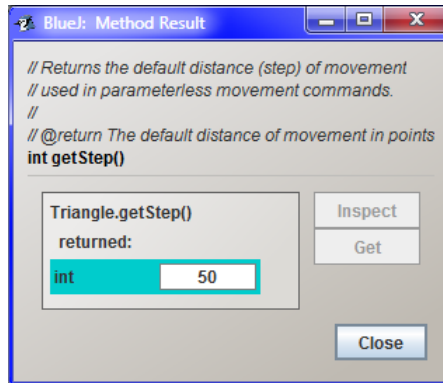 BlueJ: Method Result
// Returns the default distance (step) of movement
// used in parameterless movement commands.
//
// @return The default distance of movement in points
int getStep()
Triangle.getStep()
returned:
int 50
Inspect
Get
Close